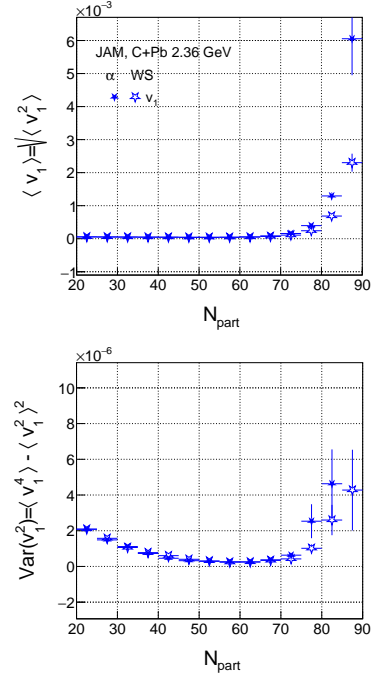 ×10⁻³
6
5
4
3
2
1
0
−1
20 30 40 50 60 70 80 90
⟨ v₁ ⟩=√⟨ v₁² ⟩
JAM, C+Pb 2.36 GeV
α WS
v₁
N_part
×10⁻⁶
10
8
6
4
2
0
−2
20 30 40 50 60 70 80 90
Var(v₁²)=⟨ v₁⁴ ⟩ - ⟨ v₁² ⟩²
N_part